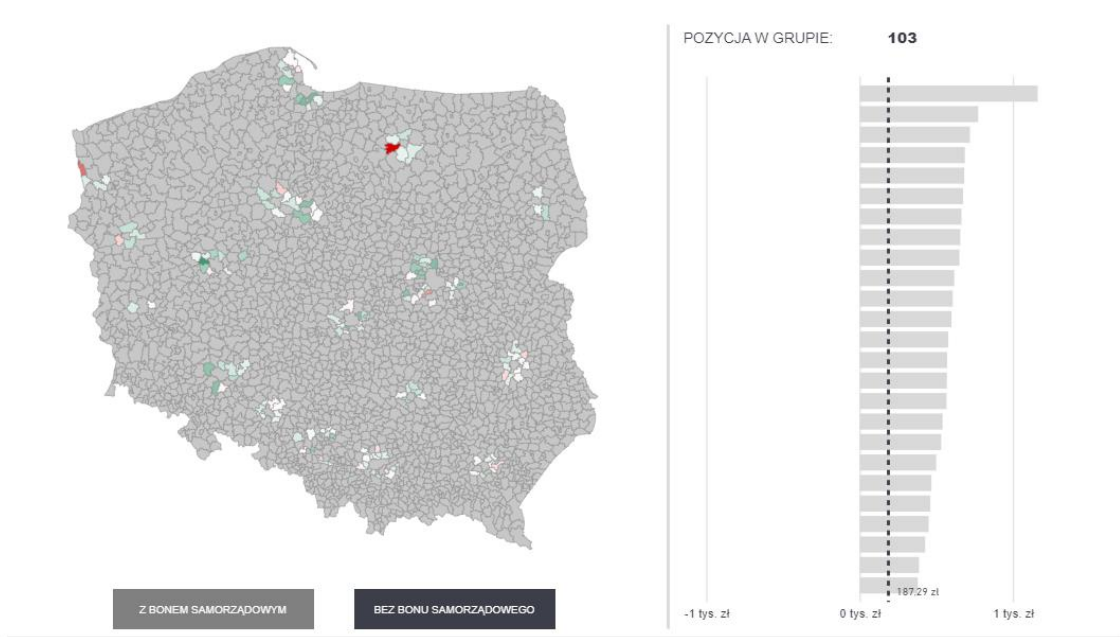 POZYCJA W GRUPIE: 103
187.29 zł
-1 tys. zł 0 tys. zł 1 tys. zł
Z BONEM SAMORZĄDOWYM BEZ BONU SAMORZĄDOWEGO